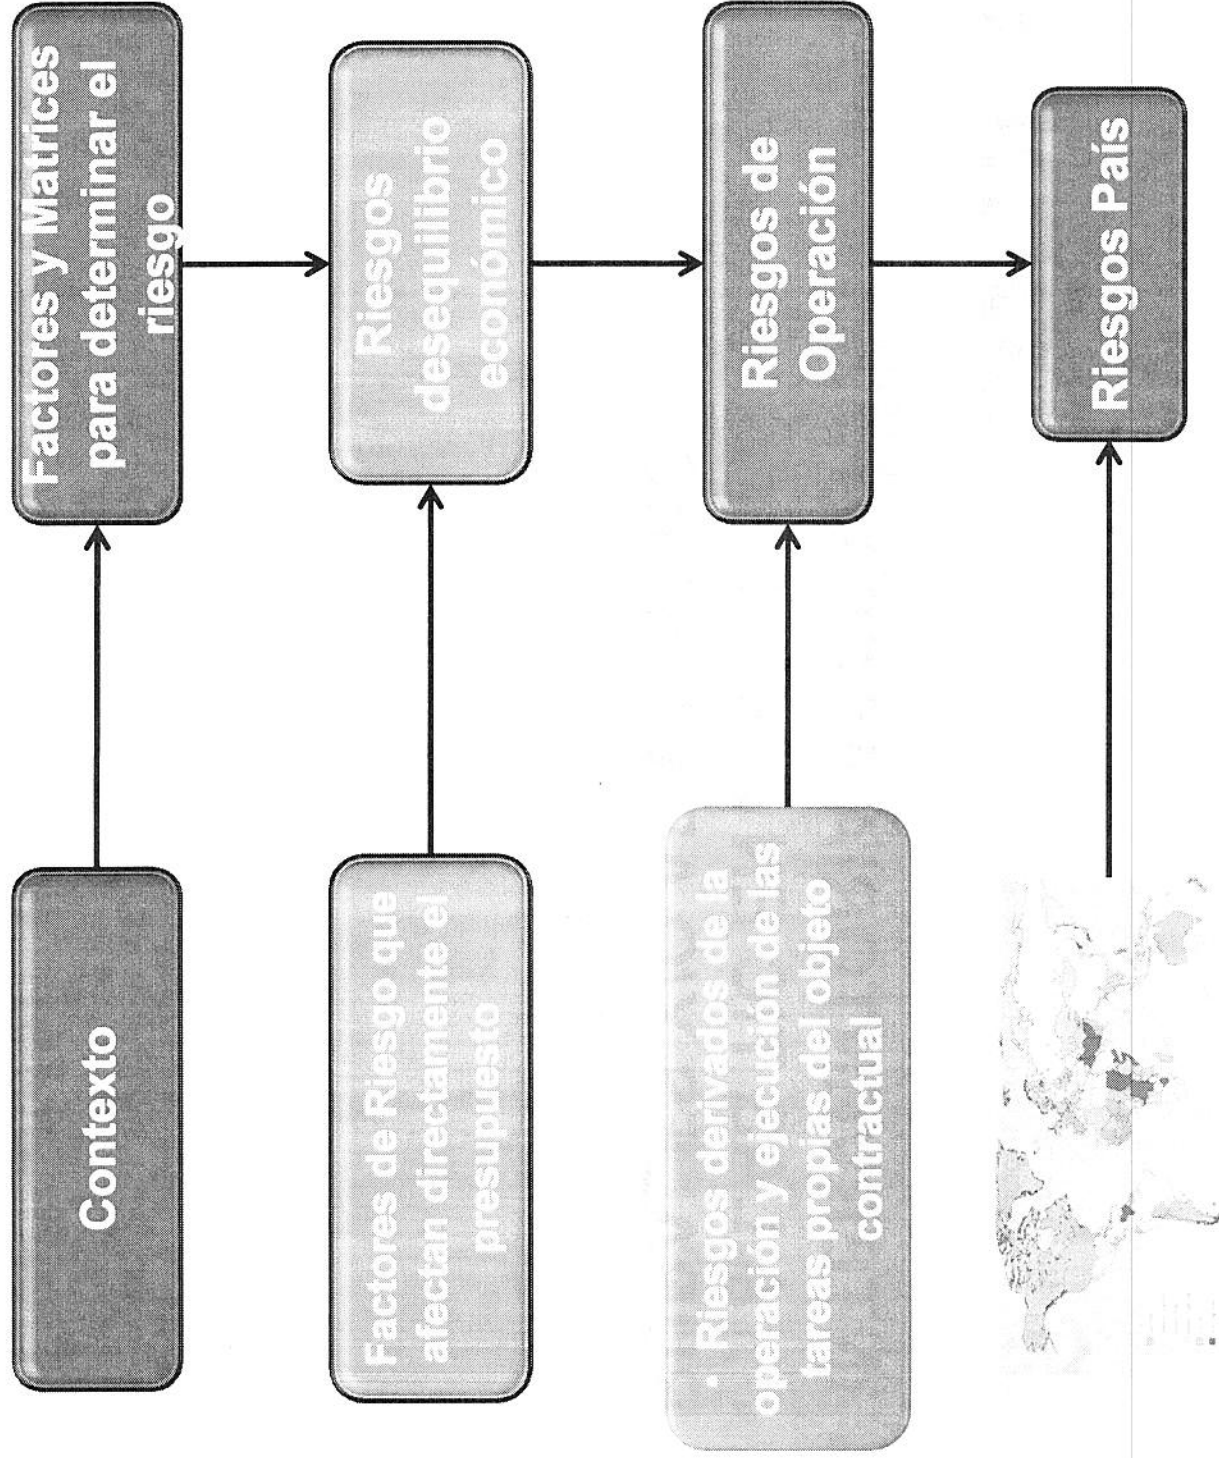 Contexto
Factores y Matrices
para determinar el
riesgo
Factores de Riesgo que
afectan directamente el
presupuesto
Riesgos
desequilibrio
económico
• Riesgos derivados de la
operación y ejecución de las
tareas propias del objeto
contractual
Riesgos de
Operación
Riesgos País